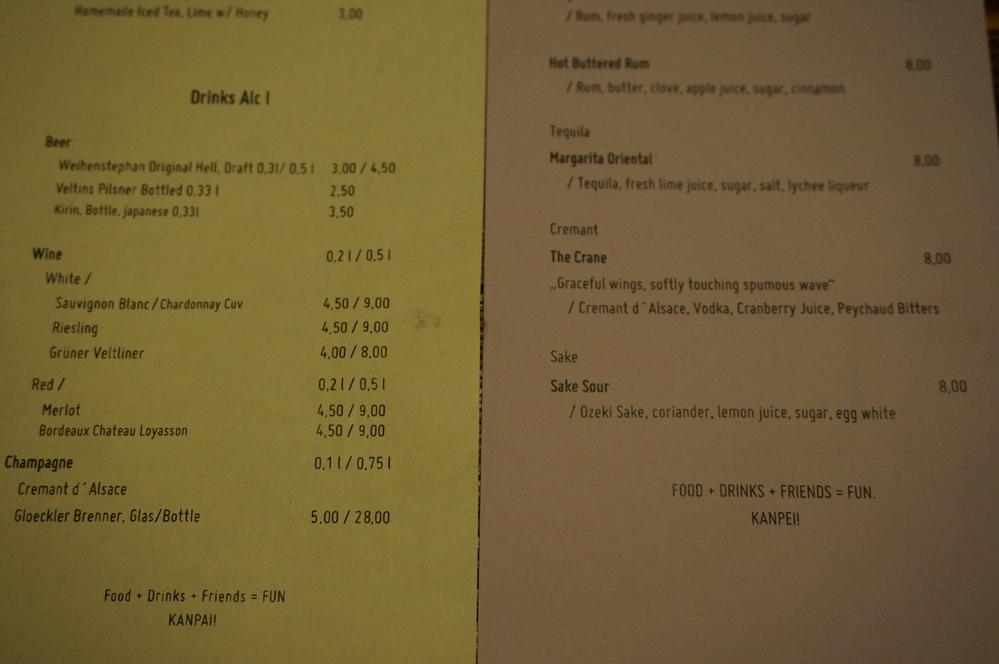 Homemade Iced Tea, Lime w/ Honey 3,00
Drinks Alc I
Beer
Weihenstephan Original Hell, Draft 0,3l/ 0,5 l 3,00 / 4,50
Veltins Pilsner Bottled 0,33 l 2,50
Kirin, Bottle, japanese 0,33l 3,50
Wine 0,2 l / 0,5 l
White /
Sauvignon Blanc / Chardonnay Cuv 4,50 / 9,00
Riesling 4,50 / 9,00
Grüner Veltliner 4,00 / 8,00
Red / 0,2 l / 0,5 l
Merlot 4,50 / 9,00
Bordeaux Chateau Loyasson 4,50 / 9,00
Champagne 0,1 l / 0,75 l
Cremant d´Alsace
Gloeckler Brenner, Glas/Bottle 5,00 / 28,00
Food + Drinks + Friends = FUN
KANPAI!
/ Rum, fresh ginger juice, lemon juice, sugar
Hot Buttered Rum 8,00
/ Rum, butter, clove, apple juice, sugar, cinnamon
Tequila
Margarita Oriental 8,00
/ Tequila, fresh lime juice, sugar, salt, lychee liqueur
Cremant
The Crane 8,00
„Graceful wings, softly touching spumous wave“
/ Cremant d´Alsace, Vodka, Cranberry Juice, Peychaud Bitters
Sake
Sake Sour 8,00
/ Ozeki Sake, coriander, lemon juice, sugar, egg white
FOOD + DRINKS + FRIENDS = FUN.
KANPEI!